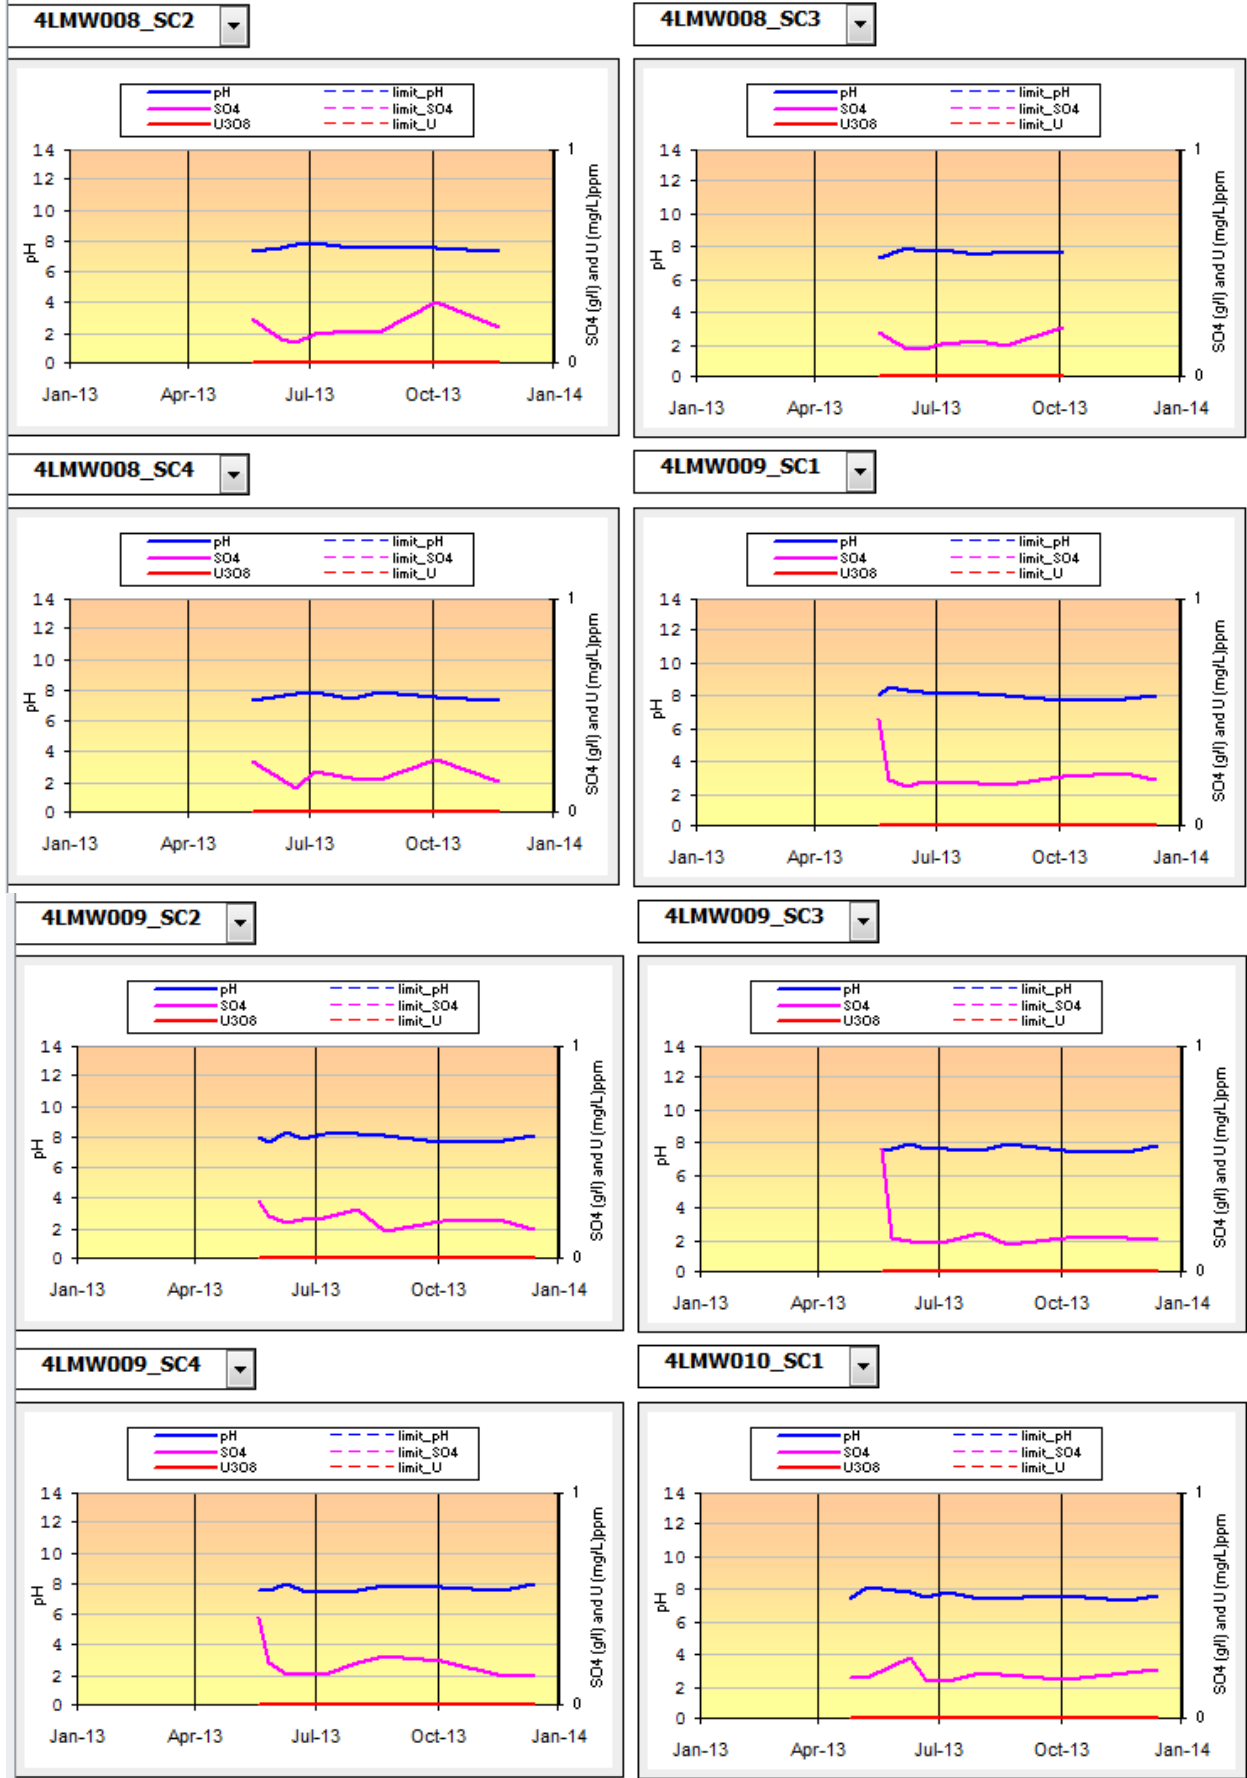 4LMW008_SC2
pH limit_pH
SO4 limit_SO4
U3O8 limit_U
14 1
12
10
8
6
4
2
0 0
pH
SO4 (g/l) and U (mg/L)ppm
Jan-13 Apr-13 Jul-13 Oct-13 Jan-14
4LMW008_SC3
pH limit_pH
SO4 limit_SO4
U3O8 limit_U
14 1
12
10
8
6
4
2
0 0
pH
SO4 (g/l) and U (mg/L)ppm
Jan-13 Apr-13 Jul-13 Oct-13 Jan-14
4LMW008_SC4
pH limit_pH
SO4 limit_SO4
U3O8 limit_U
14 1
12
10
8
6
4
2
0 0
pH
SO4 (g/l) and U (mg/L)ppm
Jan-13 Apr-13 Jul-13 Oct-13 Jan-14
4LMW009_SC1
pH limit_pH
SO4 limit_SO4
U3O8 limit_U
14 1
12
10
8
6
4
2
0 0
pH
SO4 (g/l) and U (mg/L)ppm
Jan-13 Apr-13 Jul-13 Oct-13 Jan-14
4LMW009_SC2
pH limit_pH
SO4 limit_SO4
U3O8 limit_U
14 1
12
10
8
6
4
2
0 0
pH
SO4 (g/l) and U (mg/L)ppm
Jan-13 Apr-13 Jul-13 Oct-13 Jan-14
4LMW009_SC3
pH limit_pH
SO4 limit_SO4
U3O8 limit_U
14 1
12
10
8
6
4
2
0 0
pH
SO4 (g/l) and U (mg/L)ppm
Jan-13 Apr-13 Jul-13 Oct-13 Jan-14
4LMW009_SC4
pH limit_pH
SO4 limit_SO4
U3O8 limit_U
14 1
12
10
8
6
4
2
0 0
pH
SO4 (g/l) and U (mg/L)ppm
Jan-13 Apr-13 Jul-13 Oct-13 Jan-14
4LMW010_SC1
pH limit_pH
SO4 limit_SO4
U3O8 limit_U
14 1
12
10
8
6
4
2
0 0
pH
SO4 (g/l) and U (mg/L)ppm
Jan-13 Apr-13 Jul-13 Oct-13 Jan-14